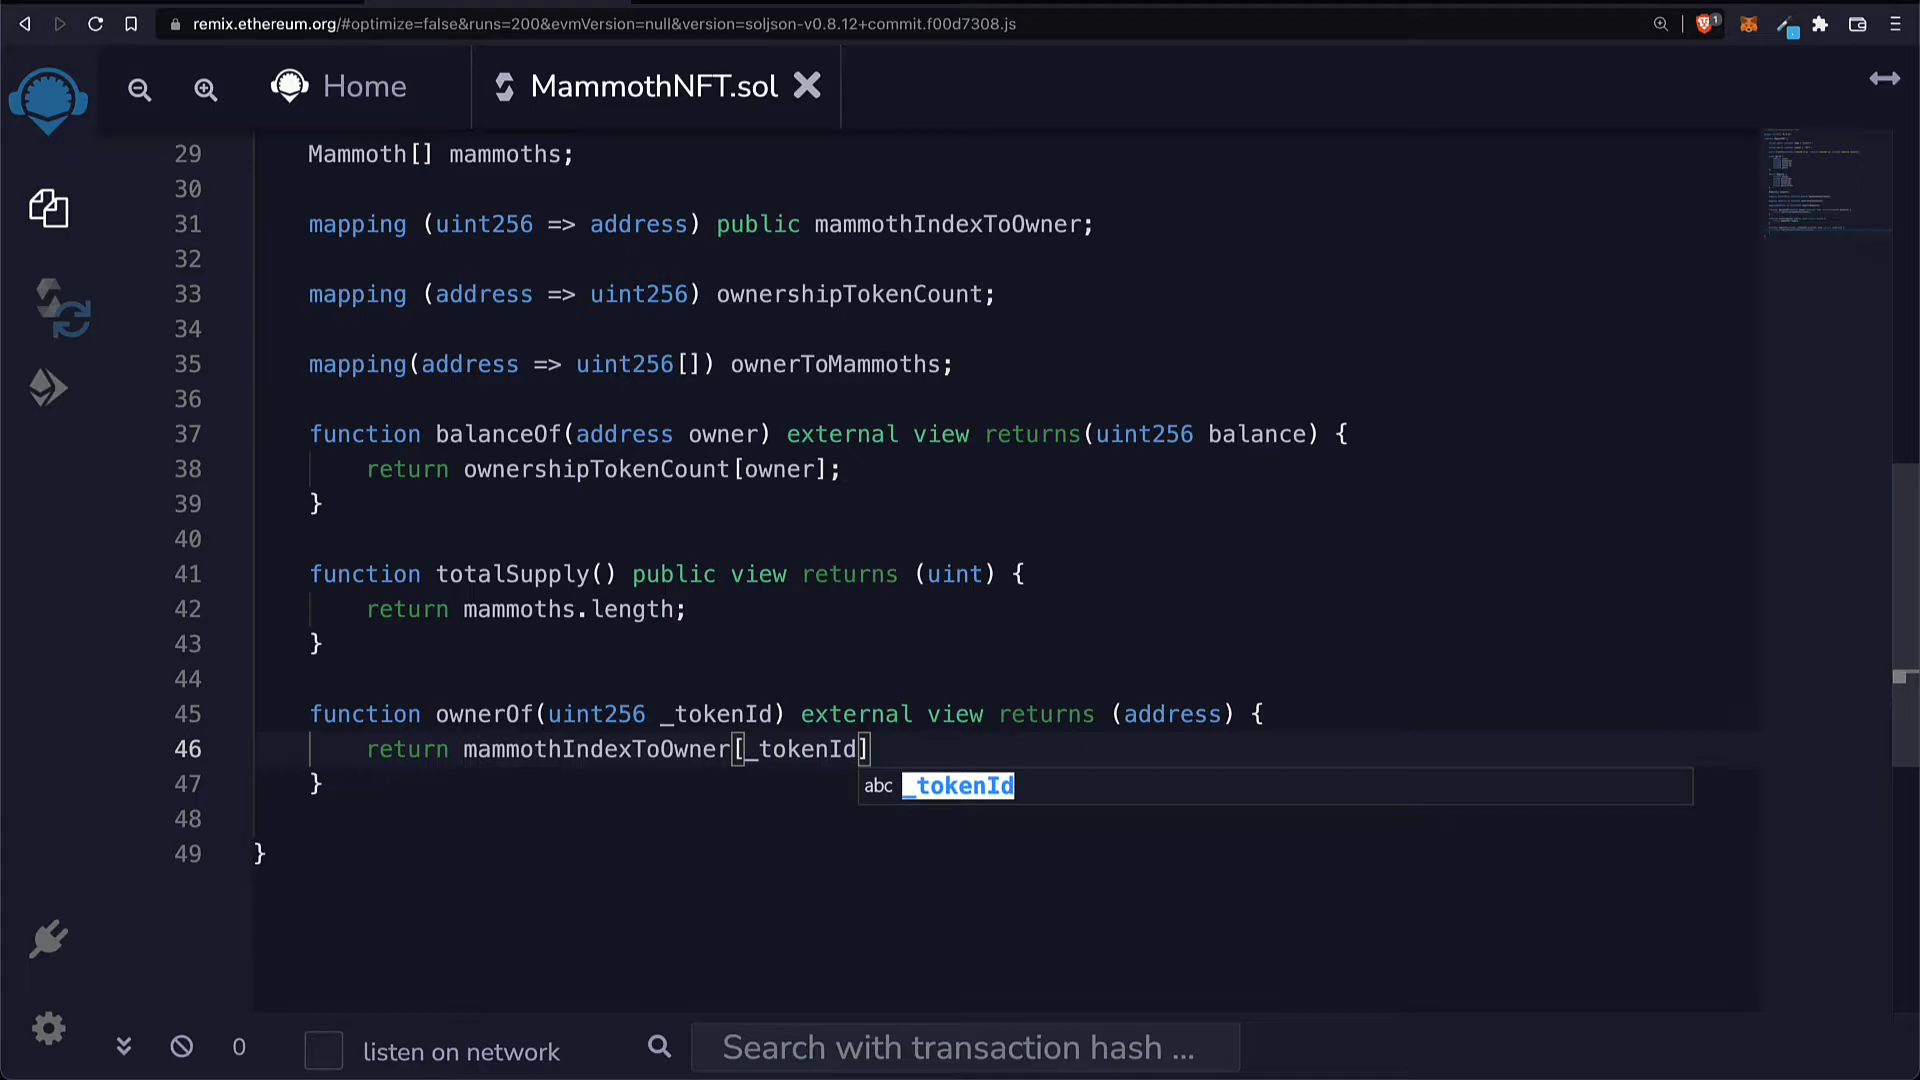 remix.ethereum.org/#optimize=false&runs=200&evmVersion=null&version=soljson-v0.8.12+commit.f00d7308.js
1
Home
MammothNFT.sol
29 Mammoth[] mammoths;
30
31 mapping (uint256 => address) public mammothIndexToOwner;
32
33 mapping (address => uint256) ownershipTokenCount;
34
35 mapping(address => uint256[]) ownerToMammoths;
36
37 function balanceOf(address owner) external view returns(uint256 balance) {
38 return ownershipTokenCount[owner];
39 }
40
41 function totalSupply() public view returns (uint) {
42 return mammoths.length;
43 }
44
45 function ownerOf(uint256 _tokenId) external view returns (address) {
46 return mammothIndexToOwner[_tokenId]
abc _tokenId
47 }
48
49 }
0
listen on network
Search with transaction hash ...